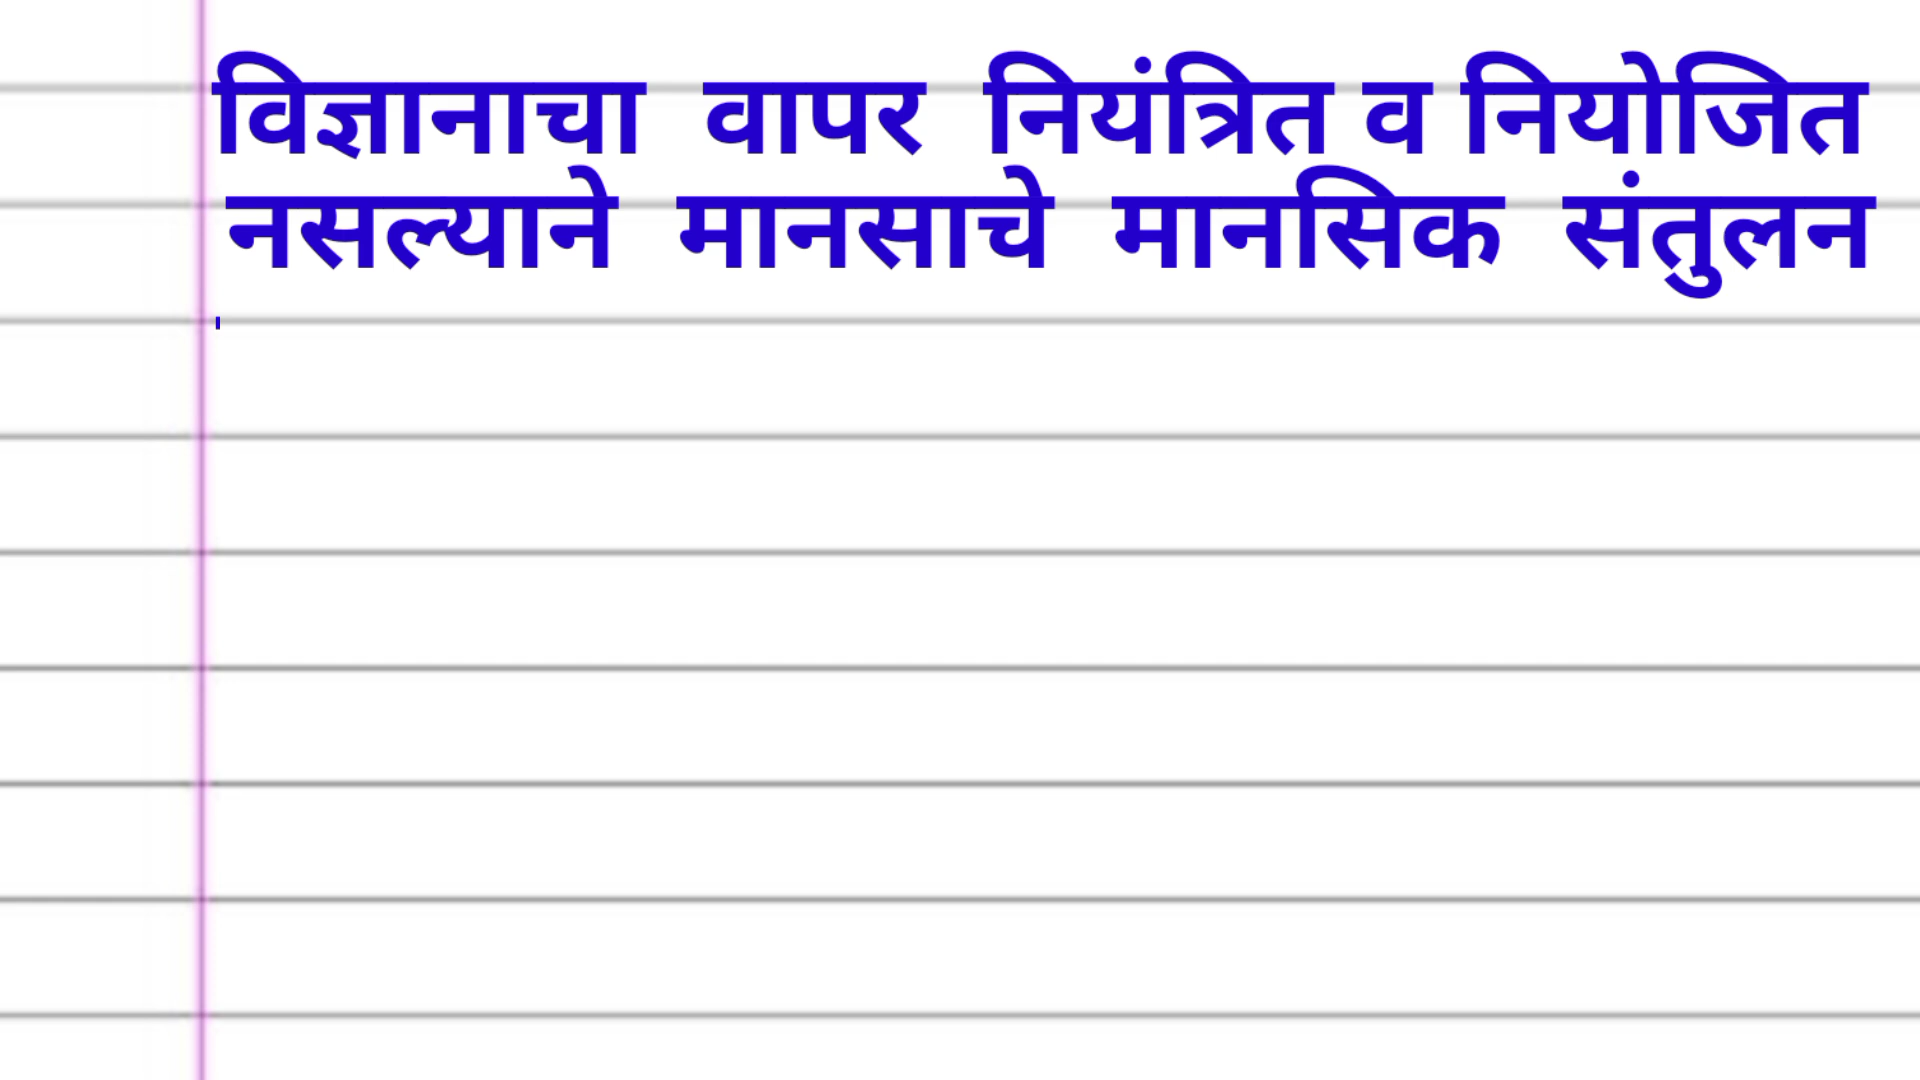 विज्ञानाचा वापर नियंत्रित व नियोजित
नसल्याने मानसाचे मानसिक संतुलन